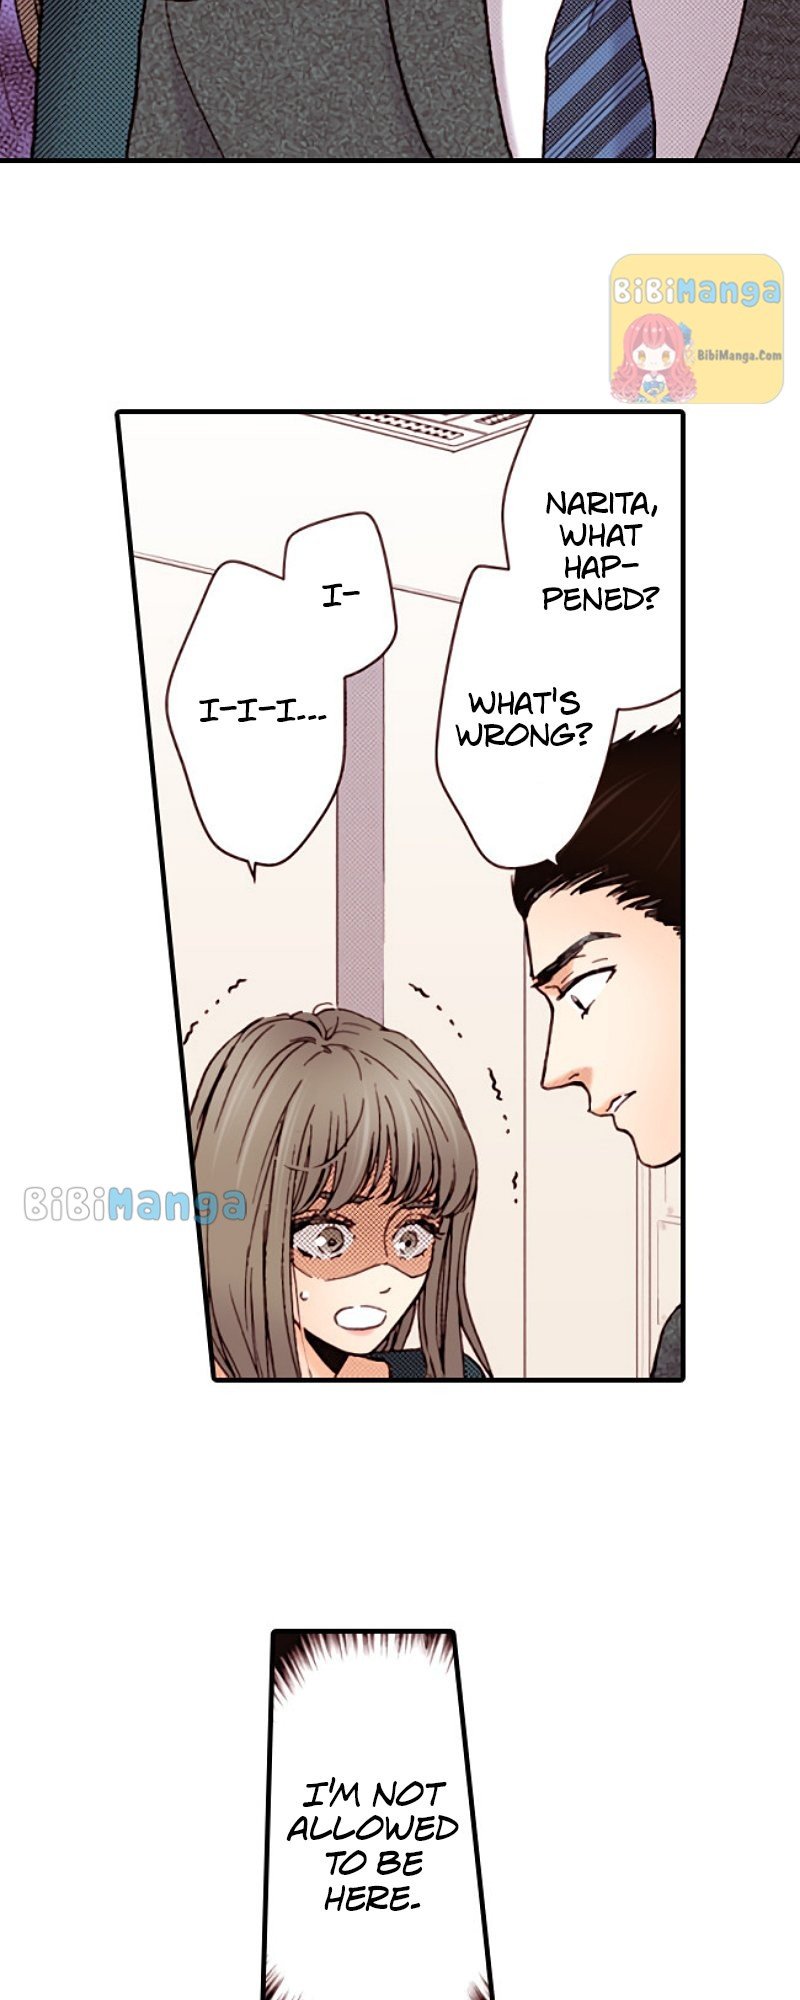 BiBiManga
BibiManga.Com
NARITA,
WHAT
HAP-
PENED?
WHAT'S
WRONG?
I-
I-I-I...
BiBiManga
I'M NOT
ALLOWED
TO BE
HERE.